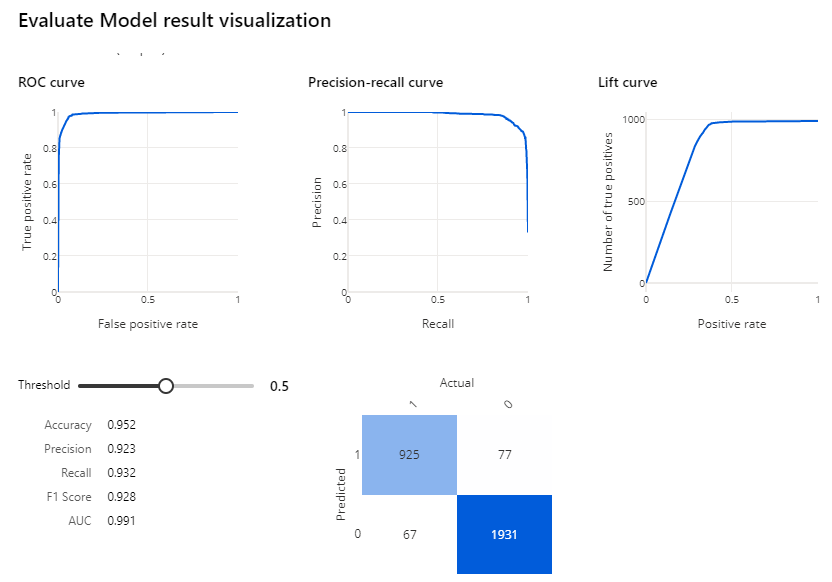 Evaluate Model result visualization
ROC curve
1
0.8
0.6
0.4
0.2
0
0
0.5
1
True positive rate
False positive rate
Precision-recall curve
1
0.8
0.6
0.4
0.2
0
0
0.5
1
Precision
Recall
Lift curve
1000
500
0
0
0.5
1
Number of true positives
Positive rate
Threshold 0.5
Accuracy 0.952
Precision 0.923
Recall 0.932
F1 Score 0.928
AUC 0.991
Actual
1 0
Predicted
1 925 77
0 67 1931